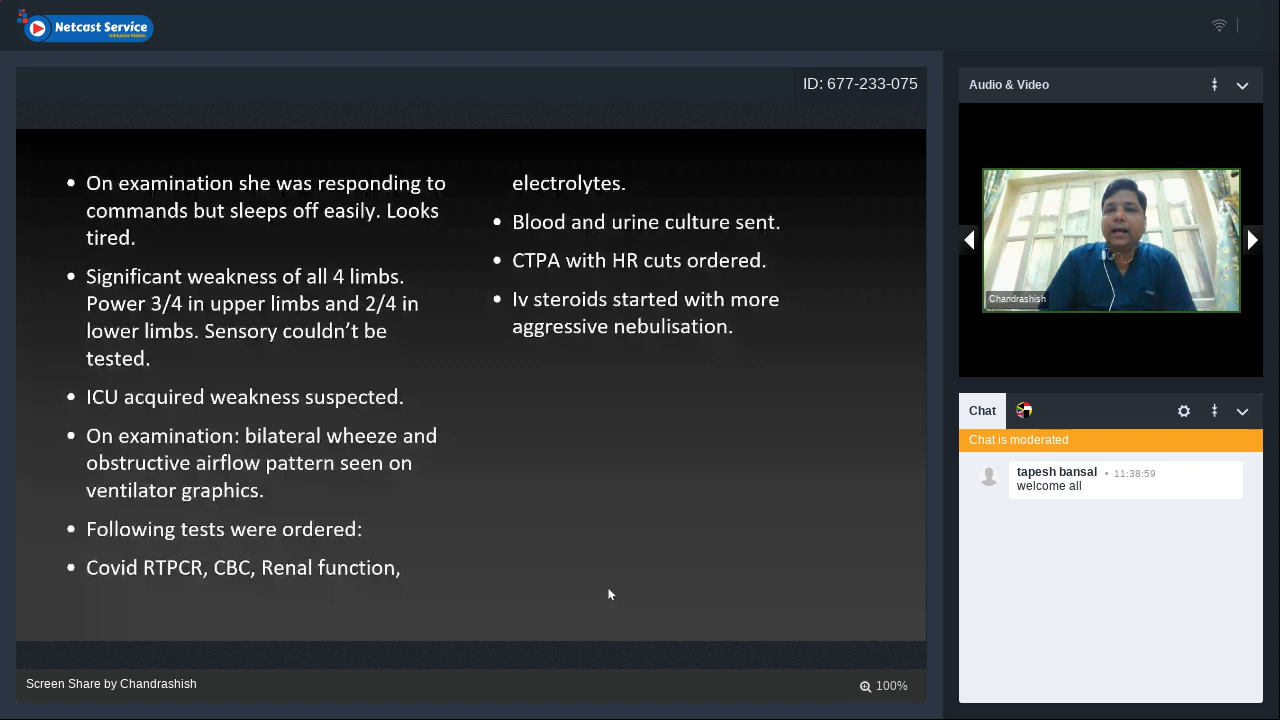 Netcast Service
Inklusive Videos
ID: 677-233-075
• On examination she was responding to
commands but sleeps off easily. Looks
tired.
• Significant weakness of all 4 limbs.
Power 3/4 in upper limbs and 2/4 in
lower limbs. Sensory couldn’t be
tested.
• ICU acquired weakness suspected.
• On examination: bilateral wheeze and
obstructive airflow pattern seen on
ventilator graphics.
• Following tests were ordered:
• Covid RTPCR, CBC, Renal function,
electrolytes.
• Blood and urine culture sent.
• CTPA with HR cuts ordered.
• Iv steroids started with more
aggressive nebulisation.
Screen Share by Chandrashish
100%
Audio & Video
Chandrashish
Chat
Chat is moderated
tapesh bansal • 11:38:59
welcome all